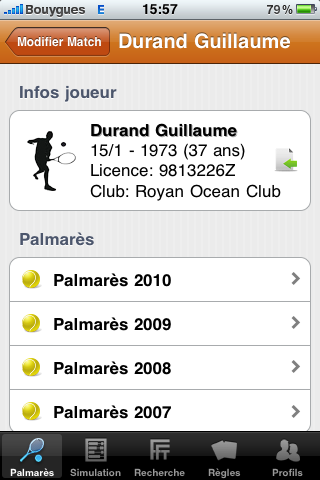 Bouygues E 15:57 79 %
Modifier Match Durand Guillaume
Infos joueur
Durand Guillaume
15/1 - 1973 (37 ans)
Licence: 9813226Z
Club: Royan Ocean Club
Palmarès
Palmarès 2010
Palmarès 2009
Palmarès 2008
Palmarès 2007
Palmarès Simulation Recherche Règles Profils